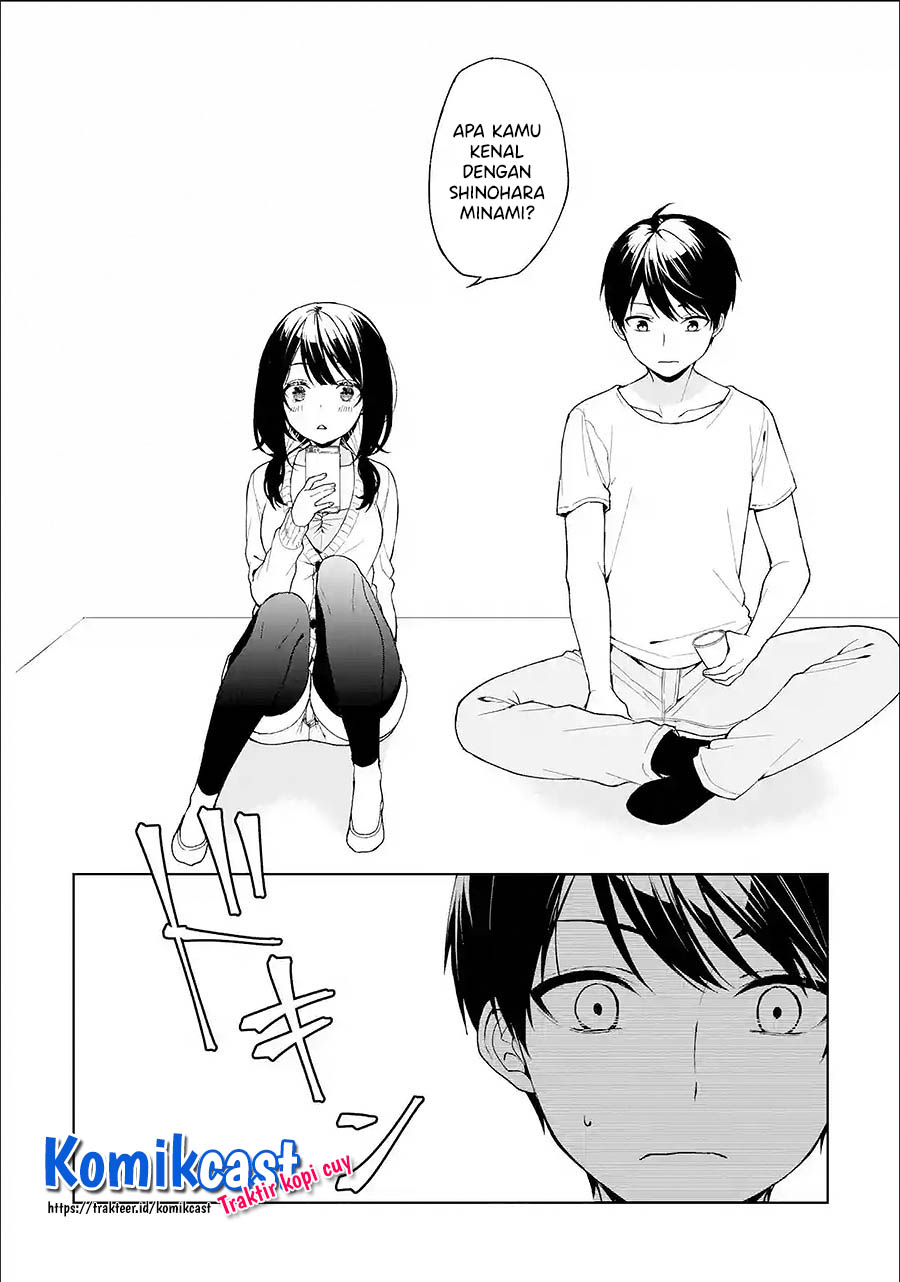 APA KAMU
KENAL
DENGAN
SHINOHARA
MINAMI?
ドキン
Komikcast
Traktir kopi cuy
https://trakteer.id/komikcast